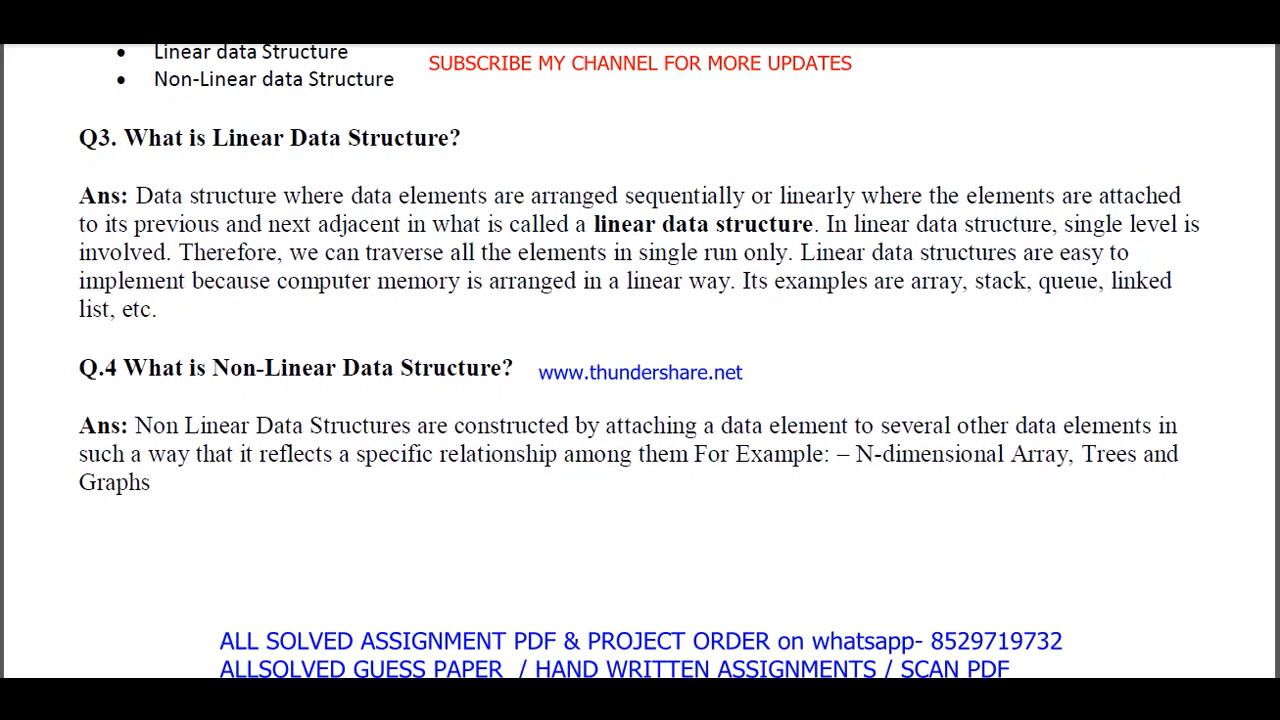 • Linear data Structure
SUBSCRIBE MY CHANNEL FOR MORE UPDATES
• Non-Linear data Structure
Q3. What is Linear Data Structure?
Ans: Data structure where data elements are arranged sequentially or linearly where the elements are attached
to its previous and next adjacent in what is called a linear data structure. In linear data structure, single level is
involved. Therefore, we can traverse all the elements in single run only. Linear data structures are easy to
implement because computer memory is arranged in a linear way. Its examples are array, stack, queue, linked
list, etc.
Q.4 What is Non-Linear Data Structure?
www.thundershare.net
Ans: Non Linear Data Structures are constructed by attaching a data element to several other data elements in
such a way that it reflects a specific relationship among them For Example: – N-dimensional Array, Trees and
Graphs
ALL SOLVED ASSIGNMENT PDF & PROJECT ORDER on whatsapp- 8529719732
ALLSOLVED GUESS PAPER / HAND WRITTEN ASSIGNMENTS / SCAN PDF